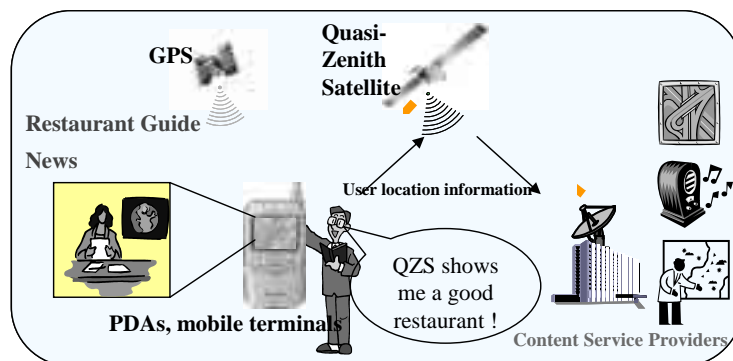 GPS
Quasi-
Zenith
Satellite
Restaurant Guide
News
User location information
QZS shows
me a good
restaurant !
PDAs, mobile terminals
Content Service Providers